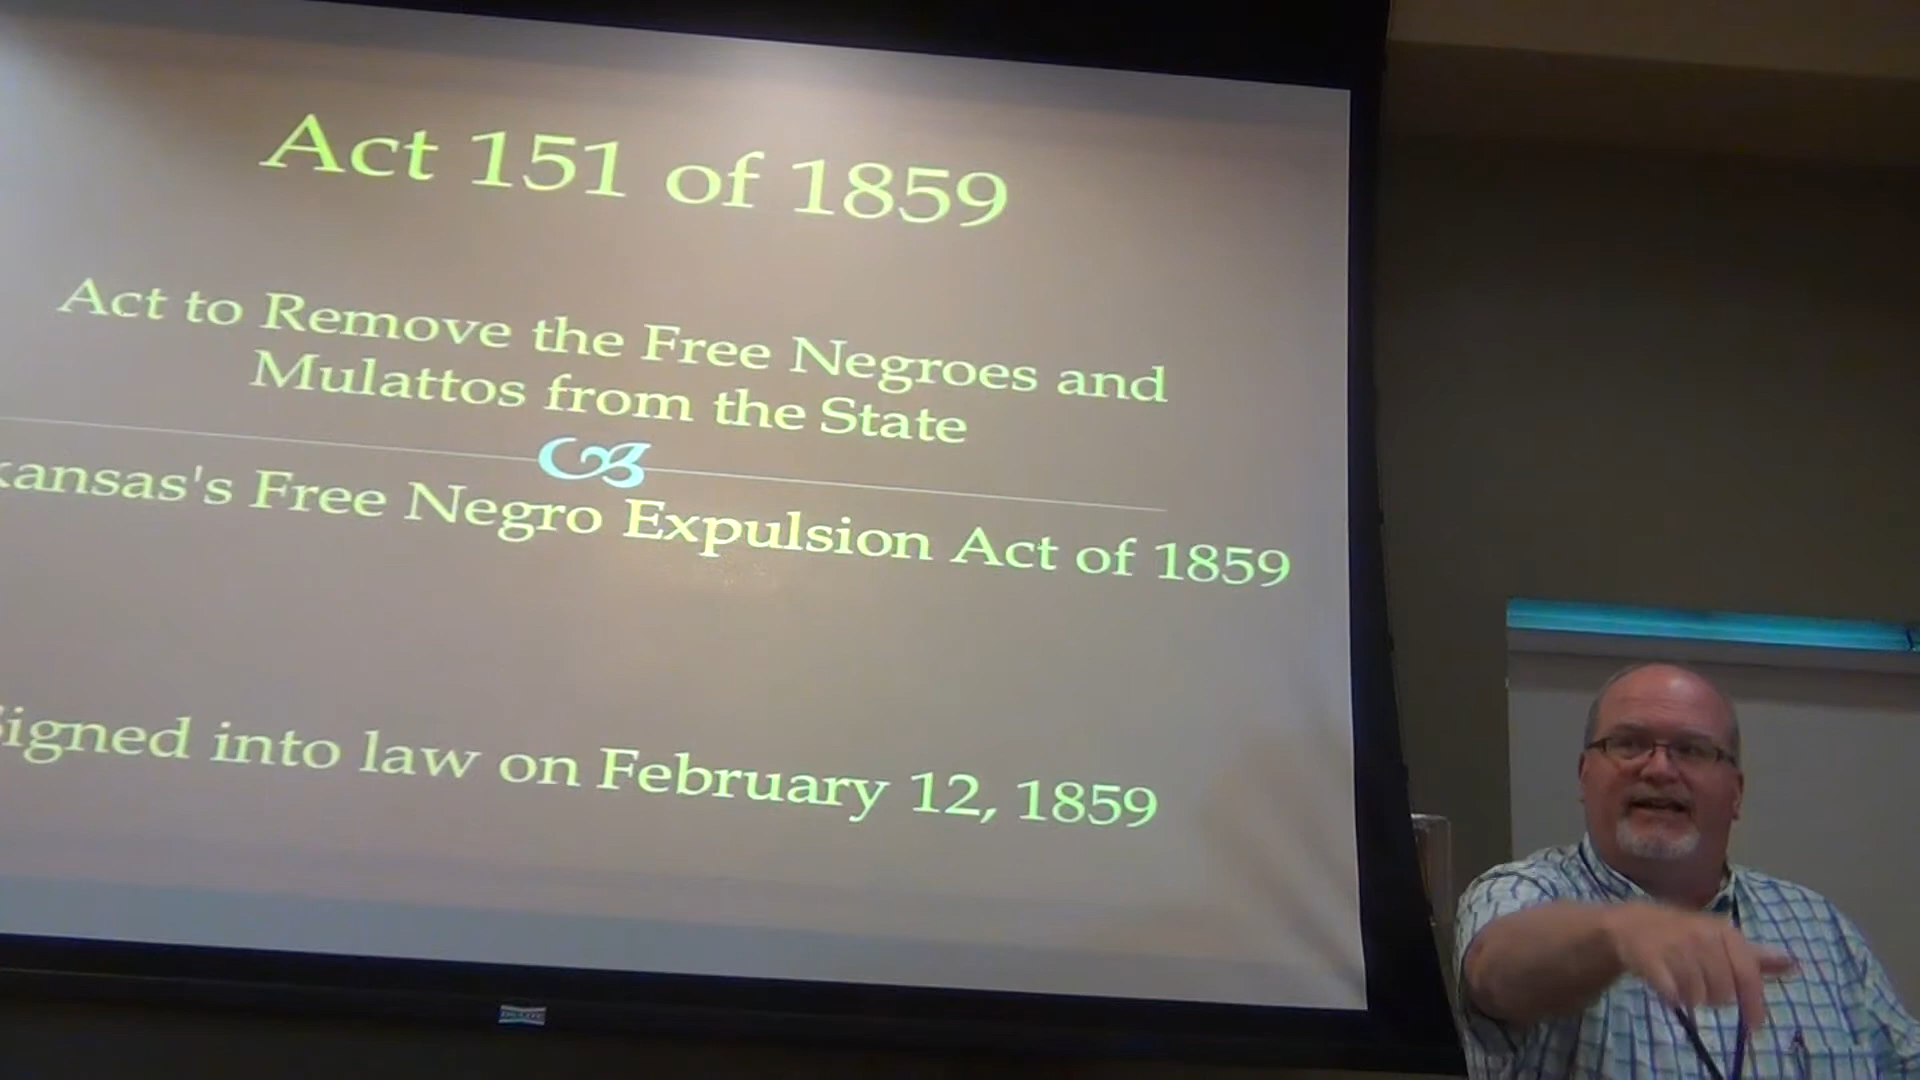 Act 151 of 1859
Act to Remove the Free Negroes and
Mulattos from the State
kansas's Free Negro Expulsion Act of 1859
Signed into law on February 12, 1859